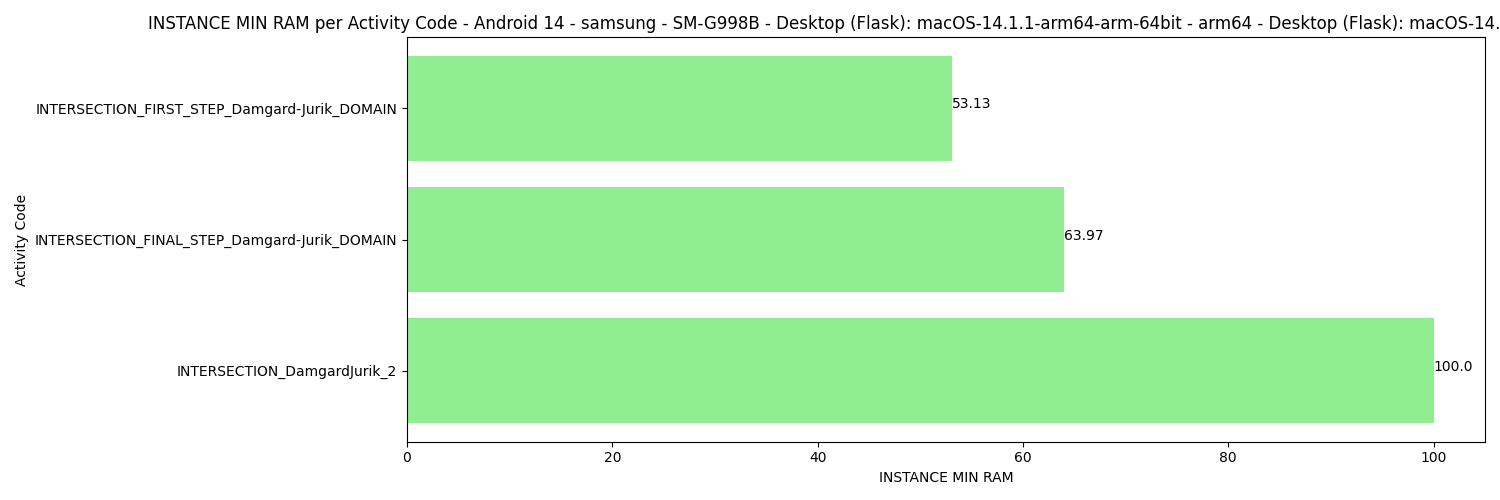 INSTANCE MIN RAM per Activity Code - Android 14 - samsung - SM-G998B - Desktop (Flask): macOS-14.1.1-arm64-arm-64bit - arm64 - Desktop (Flask): macOS-14.
INTERSECTION_FIRST_STEP_Damgard-Jurik_DOMAIN
53.13
INTERSECTION_FINAL_STEP_Damgard-Jurik_DOMAIN
63.97
INTERSECTION_DamgardJurik_2
100.0
Activity Code
0 20 40 60 80 100
INSTANCE MIN RAM